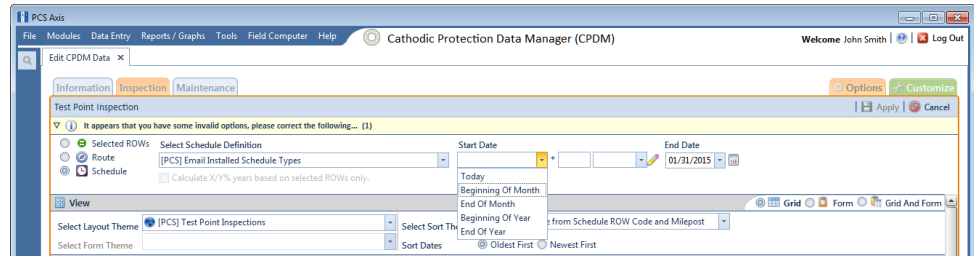 PCS Axis
File Modules Data Entry Reports / Graphs Tools Field Computer Help Cathodic Protection Data Manager (CPDM) Welcome John Smith | | Log Out
Edit CPDM Data ×
Information Inspection Maintenance Options Customize
Test Point Inspection | Apply | Cancel
It appears that you have some invalid options, please correct the following... (1)
Selected ROWs Select Schedule Definition Start Date End Date
Route [PCS] Email Installed Schedule Types + 01/31/2015
Schedule Calculate X/Y% years based on selected ROWs only. Today
Beginning Of Month
View End Of Month Grid Form Grid And Form
Select Layout Theme [PCS] Test Point Inspections Select Sort Beginning Of Year from Schedule ROW Code and Milepost
Select Form Theme End Of Year
Sort Dates Oldest First Newest First